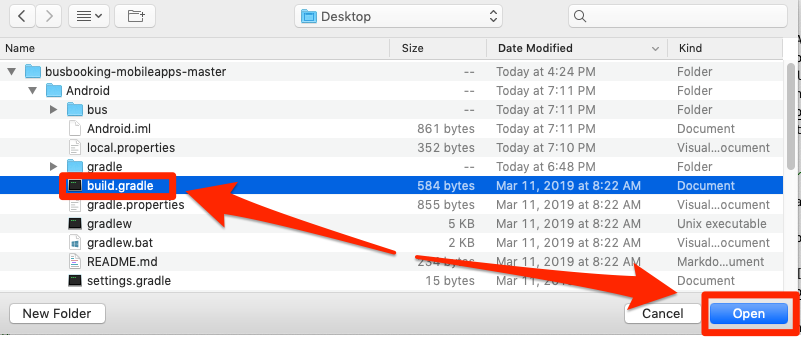 Desktop
Name Size Date Modified Kind
busbooking-mobileapps-master -- Today at 4:24 PM Folder
Android -- Today at 7:11 PM Folder
bus -- Today at 7:11 PM Folder
Android.iml 861 bytes Today at 7:11 PM Document
local.properties 352 bytes Today at 7:10 PM Visual...ocument
gradle -- Today at 6:48 PM Folder
build.gradle 584 bytes Mar 11, 2019 at 8:22 AM Document
gradle.properties 855 bytes Mar 11, 2019 at 8:22 AM Visual...ocument
gradlew 5 KB Mar 11, 2019 at 8:22 AM Unix executable
gradlew.bat 2 KB Mar 11, 2019 at 8:22 AM Visual...ocument
README.md 234 bytes Mar 11, 2019 at 8:22 AM Markdo...ument
settings.gradle 15 bytes Mar 11, 2019 at 8:22 AM Document
New Folder Cancel Open